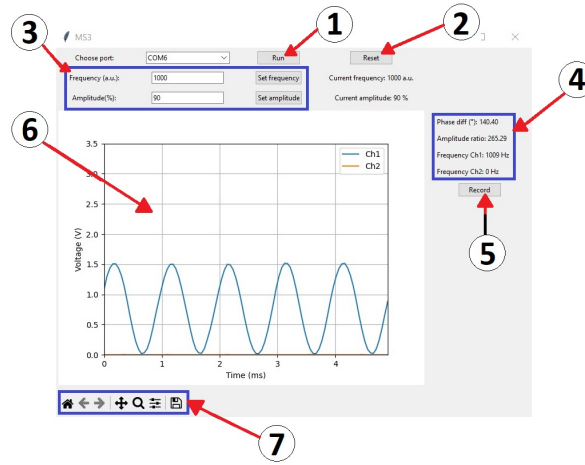 1
2
3
MS3
Choose port:
COM6
Run
Reset
Frequency (a.u.):
1000
Set frequency
Current frequency: 1000 a.u.
4
Amplitude(%):
90
Set amplitude
Current amplitude: 90 %
6
Phase diff (°): 140.40
Amplitude ratio: 265.29
Frequency Ch1: 1009 Hz
Frequency Ch2: 0 Hz
Record
5
Ch1
Ch2
3.5
3.0
2.5
2.0
1.5
1.0
0.5
0.0
Voltage (V)
0
1
2
3
4
Time (ms)
7